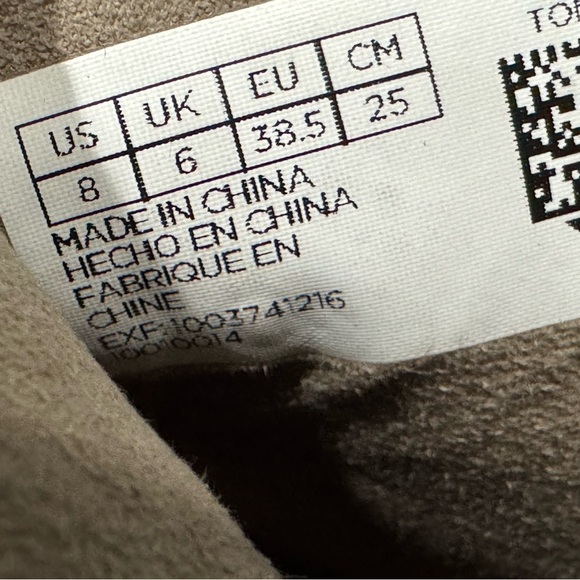 US UK EU CM
8 6 38.5 25
MADE IN CHINA
HECHO EN CHINA
FABRIQUE EN
CHINE
EXF:1003741216
10010014